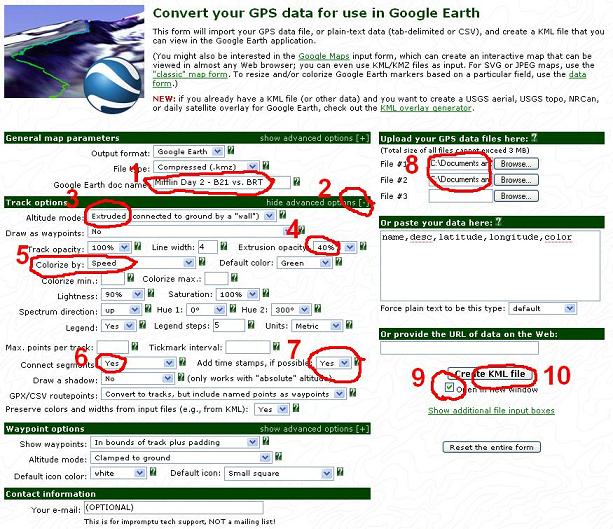 Convert your GPS data for use in Google Earth
This form will import your GPS data file, or plain-text data (tab-delimited or CSV), and create a KML file that you
can view in the Google Earth application.
(You might also be interested in the Google Maps input form, which can create an interactive map that can be
viewed in almost any Web browser; you can even use KML/KMZ files as input. For SVG or JPEG maps, use the
"classic" map form. To resize and/or colorize Google Earth markers based on a particular field, use the data
form.)
NEW: if you already have a KML file (or other data) and you want to create a USGS aerial, USGS topo, NRCan,
or daily satellite overlay for Google Earth, check out the KML overlay generator.
General map parameters show advanced options [+]
Output format: Google Earth ?
File type: Compressed (.kmz) ?
1
Google Earth doc name: Mifflin Day 2 - B21 vs. BRT ?
2
Track options hide advanced options [-]
3
Altitude mode: Extruded (connected to ground by a "wall") ?
Draw as waypoints: No ?
4
Track opacity: 100% ? Line width: 4 ? Extrusion opacity: 40% ?
5
Colorize by: Speed ? Default color: Green ?
Colorize min.: ? Colorize max.: ?
Lightness: 90% ? Saturation: 100% ?
Spectrum direction: up ? Hue 1: 0° ? Hue 2: 300° ?
Legend: Yes ? Legend steps: 5 Units: Metric ?
Max. points per track: ? Tickmark interval: ?
6
7
Connect segments: Yes ? Add time stamps, if possible: Yes ?
Draw a shadow: No ? (only works with "absolute" altitude)
GPX/CSV routepoints: Convert to tracks, but include named points as waypoints ?
Preserve colors and widths from input files (e.g., from KML): Yes ?
Waypoint options show advanced options [+]
Show waypoints: In bounds of track plus padding ?
Altitude mode: Clamped to ground ?
Default icon color: white ? Default icon: Small square ?
Contact information
Your e-mail: (OPTIONAL)
This is for impromptu tech support, NOT a mailing list!
Upload your GPS data files here: ?
(Total size of all files cannot exceed 3 MB)
8
File #1 C:\Documents an Browse...
File #2 C:\Documents an Browse...
File #3 Browse...
Or paste your data here: ?
name,desc,latitude,longitude,color
Force plain text to be this type: default
Or provide the URL of data on the Web:
9
Create KML file
10
Open in new window
Show additional file input boxes
Reset the entire form